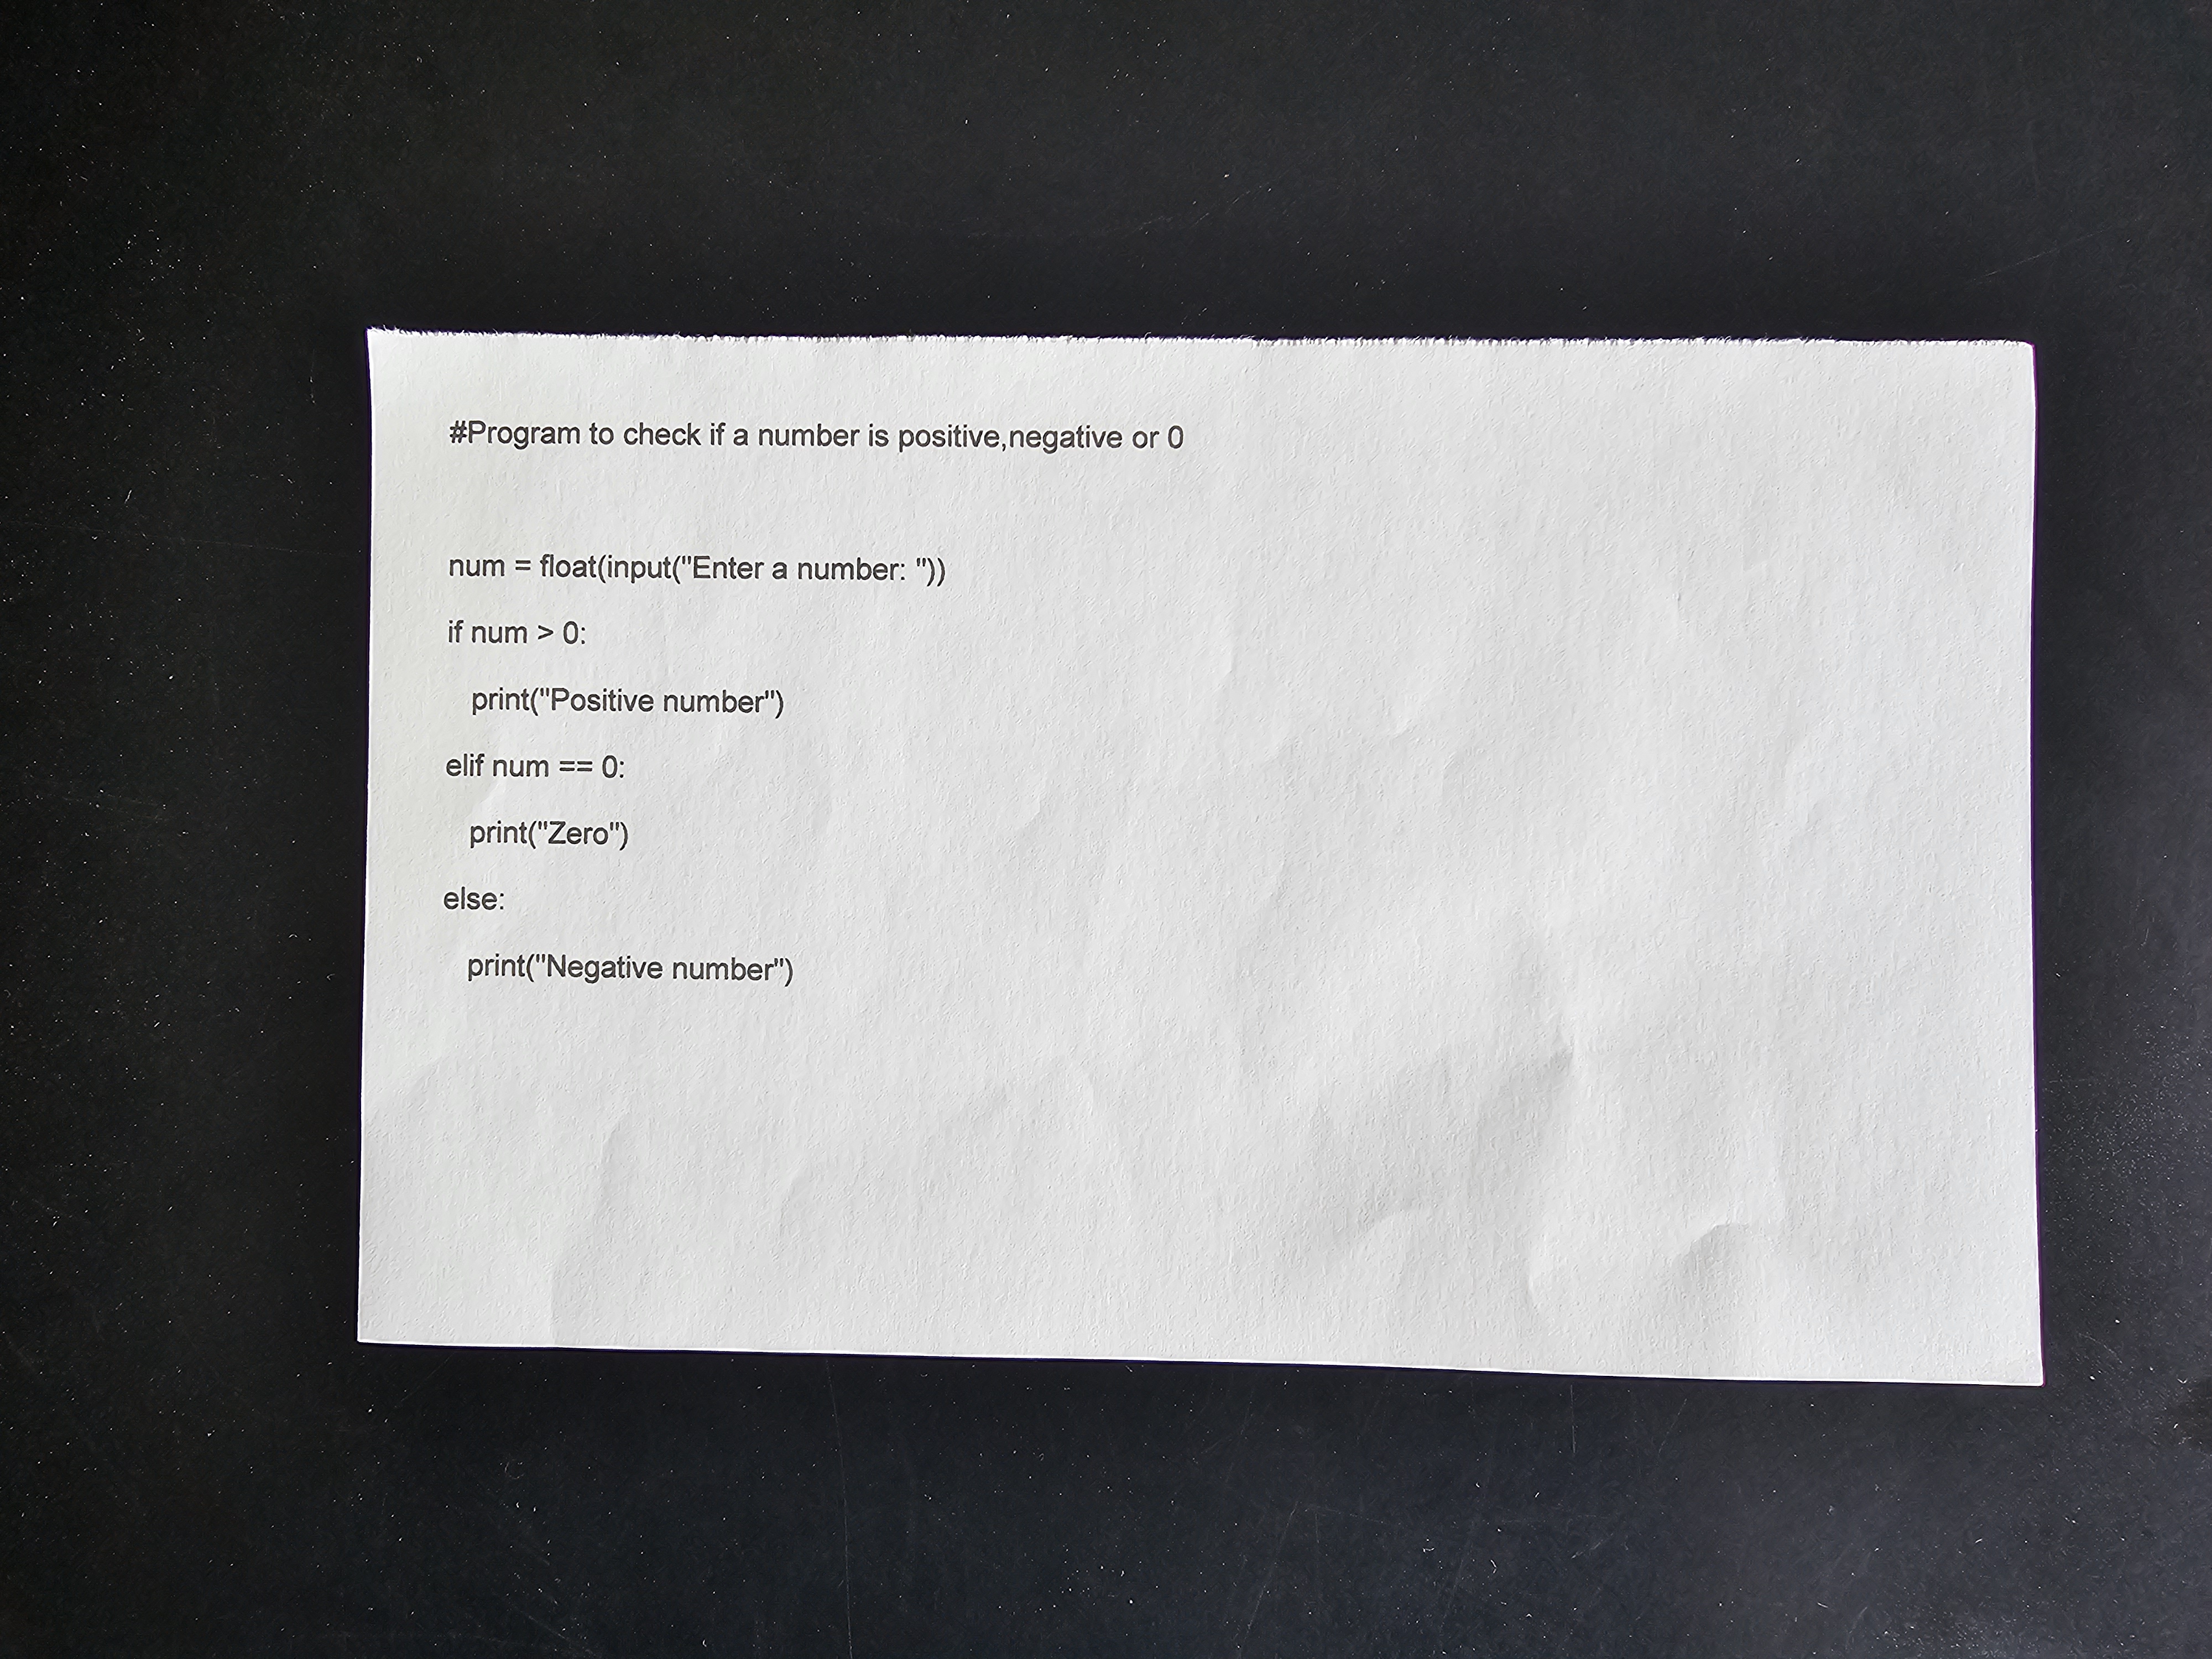 #Program to check if a number is positive,negative or 0
num = float(input("Enter a number: "))
if num > 0:
   print("Positive number")
elif num == 0:
   print("Zero")
else:
   print("Negative number")